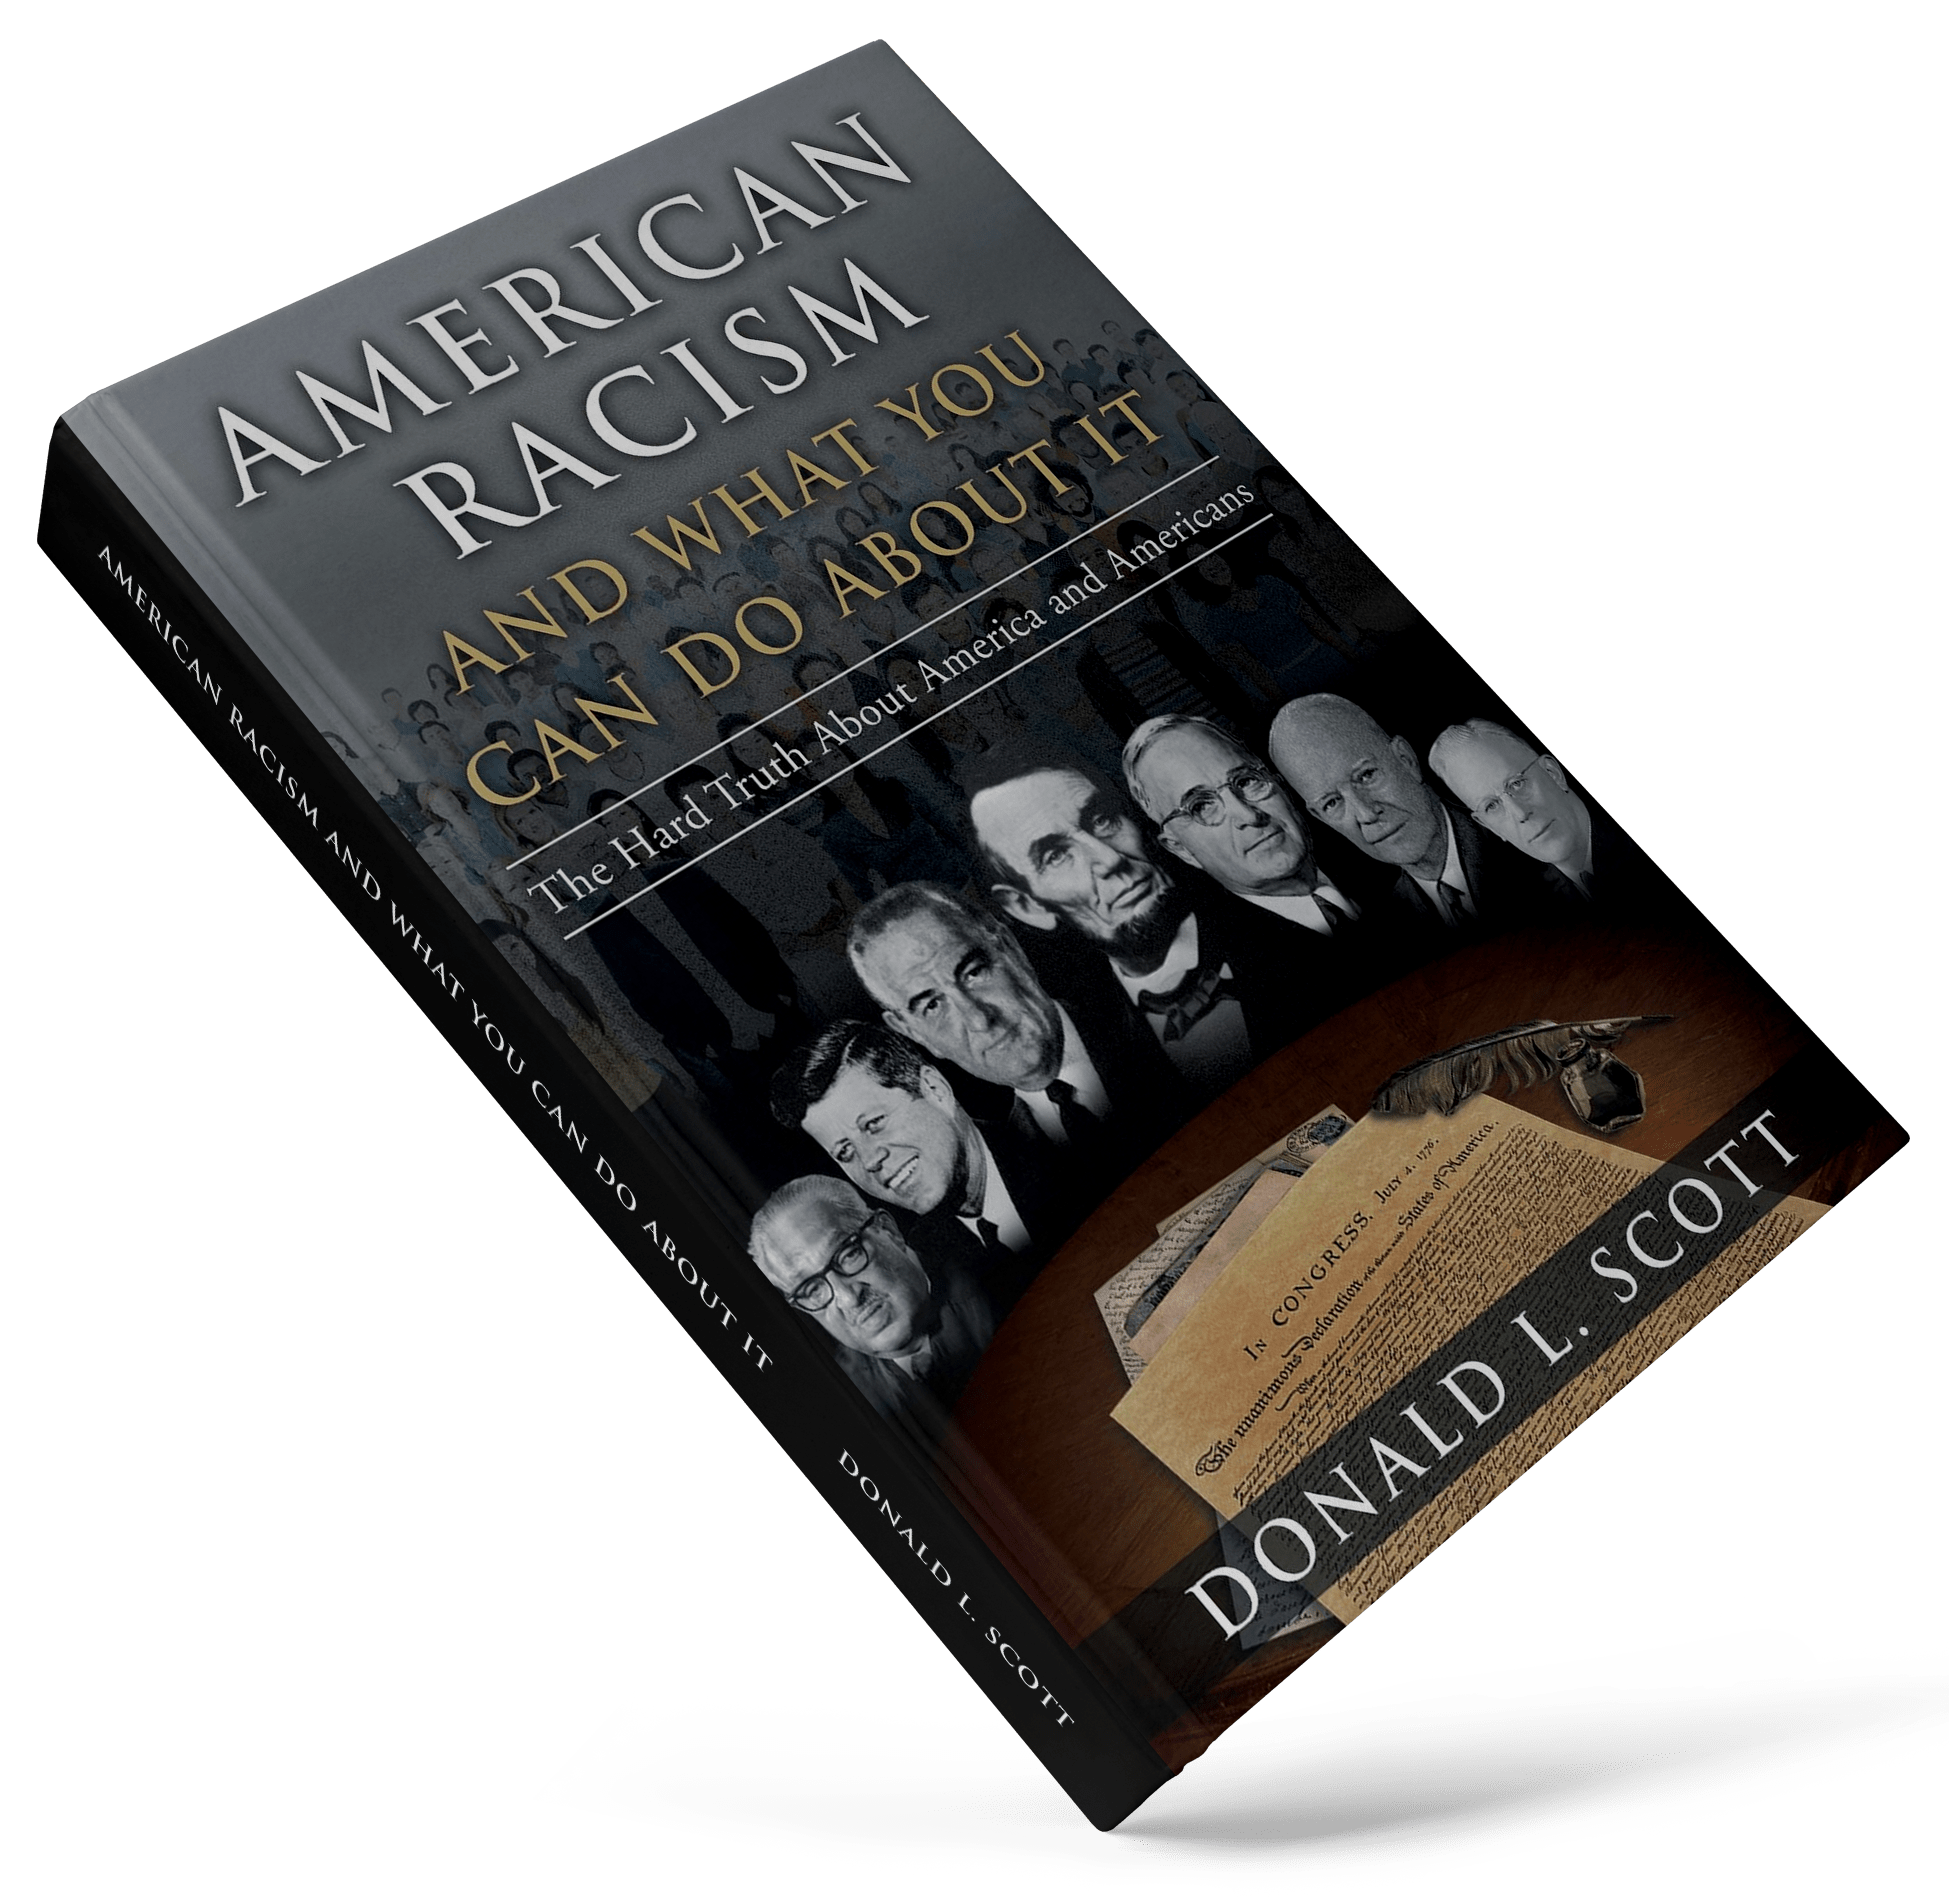 AMERICAN
RACISM
AND WHAT YOU
CAN DO ABOUT IT
The Hard Truth About America and Americans
IN CONGRESS, JULY 4, 1776.
The unanimous Declaration of the thirteen united States of America.
DONALD L. SCOTT
AMERICAN RACISM AND WHAT YOU CAN DO ABOUT IT
DONALD L. SCOTT